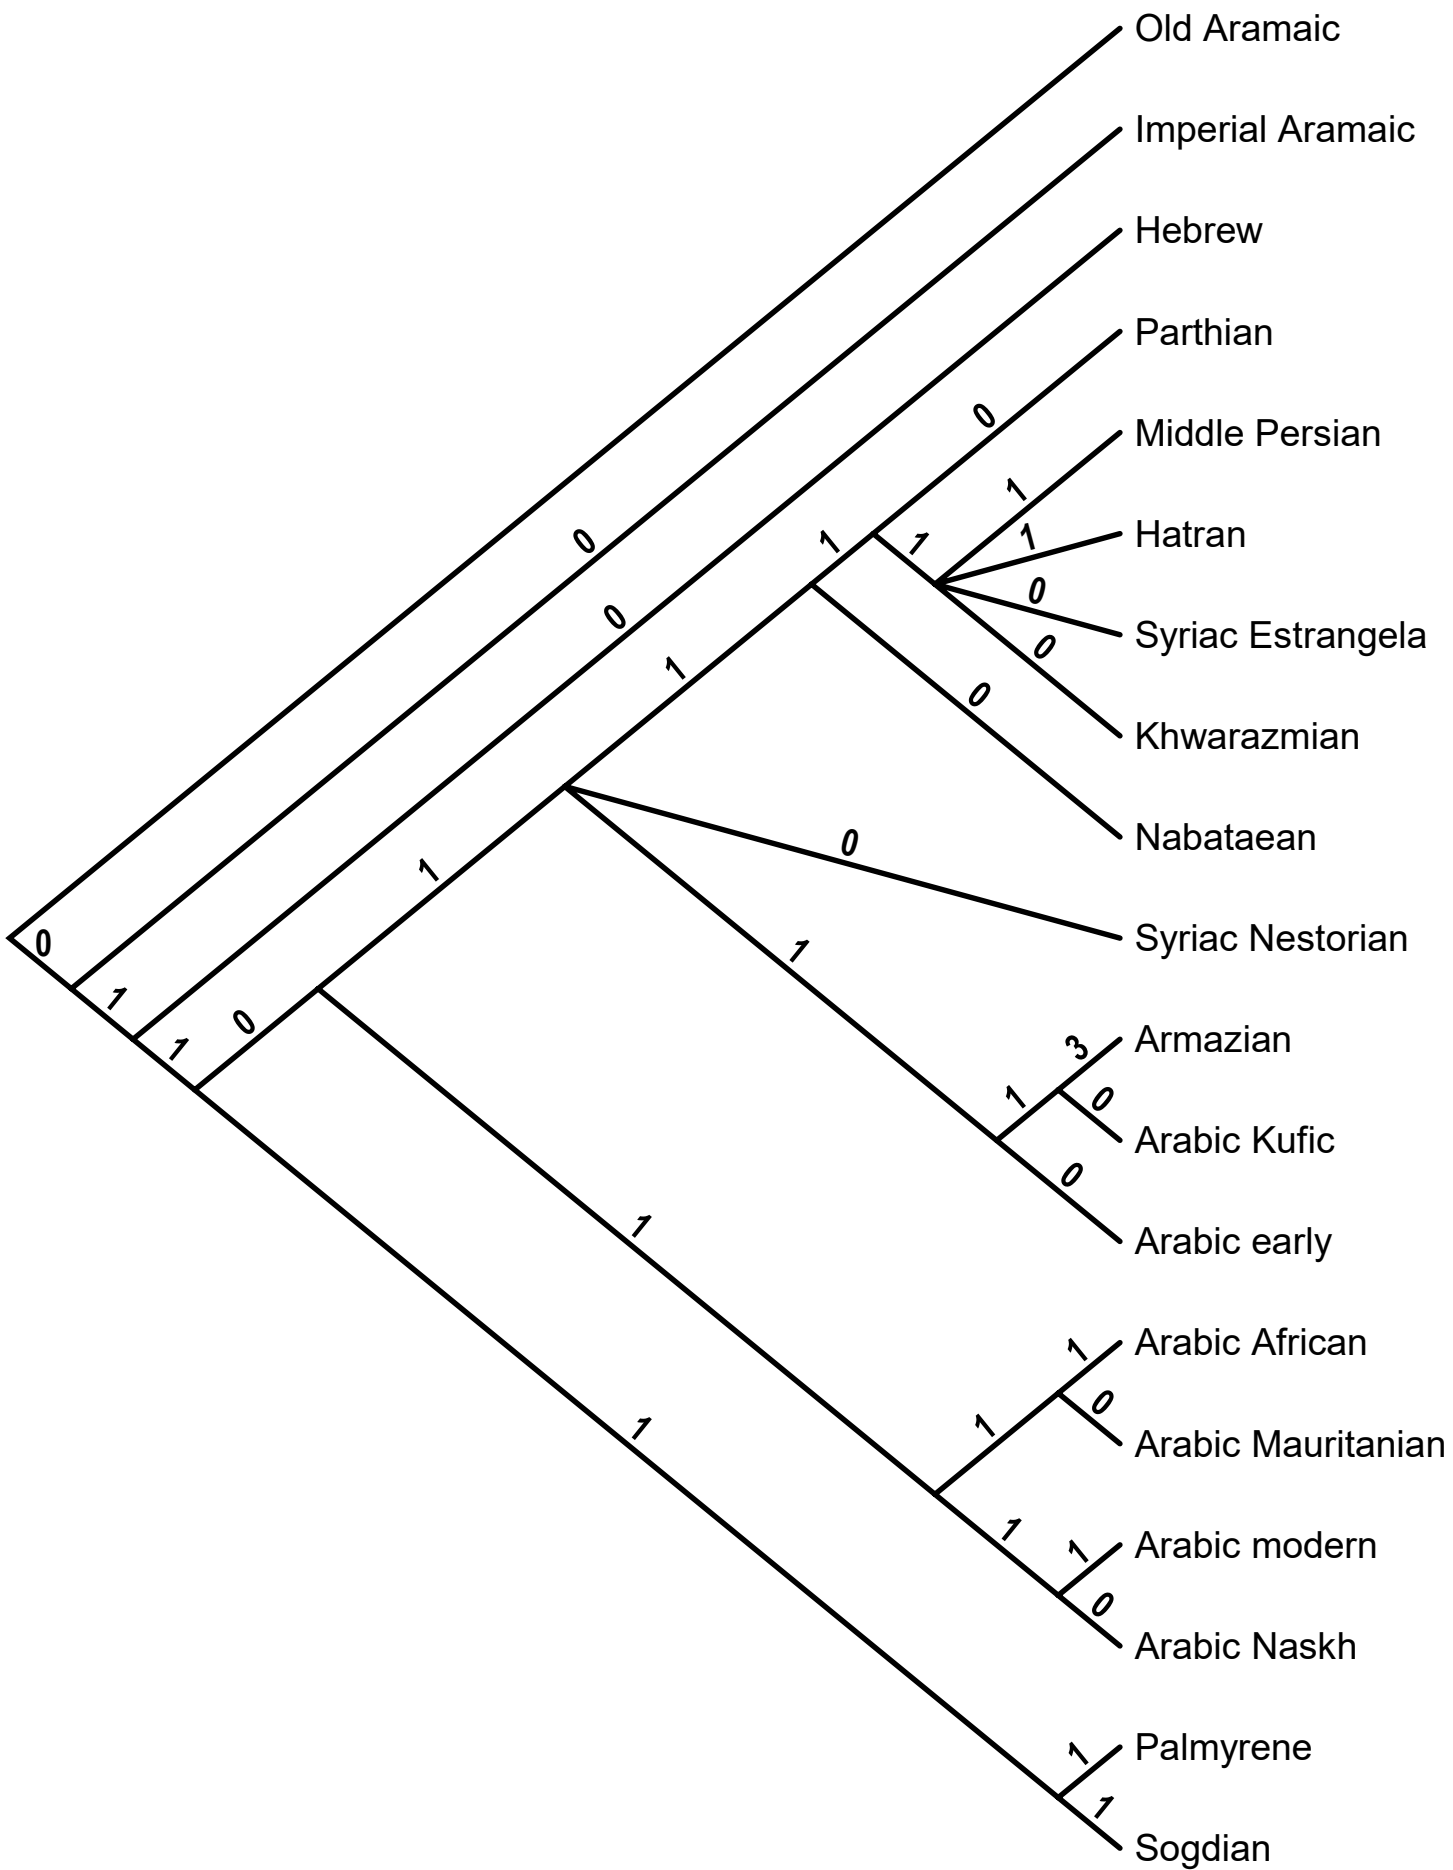 Old Aramaic
Imperial Aramaic
Hebrew
Parthian
0
Middle Persian
1
Hatran
1
0
1
1
0
Syriac Estrangela
0
0
1
0
Khwarazmian
0
Nabataean
0
1
Syriac Nestorian
0
1
1
0
1
Armazian
3
1
0
Arabic Kufic
0
Arabic early
1
Arabic African
1
0
1
Arabic Mauritanian
1
1
Arabic modern
1
0
Arabic Naskh
Palmyrene
1
1
Sogdian